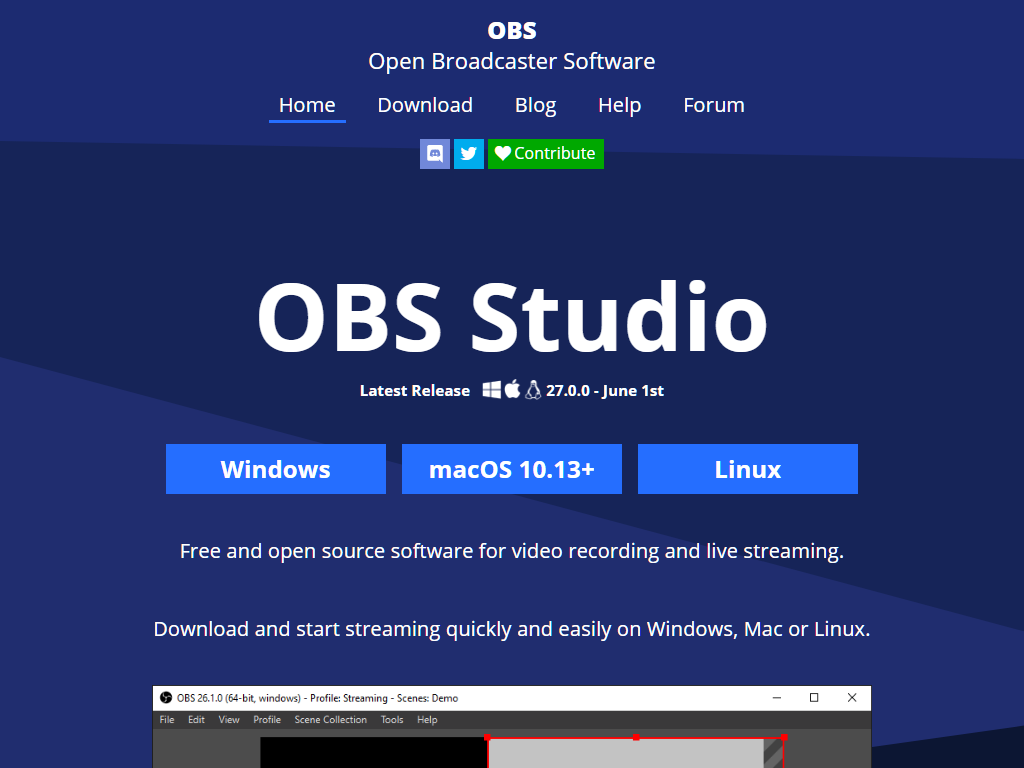 OBS
Open Broadcaster Software
Home Download Blog Help Forum
Contribute
OBS Studio
Latest Release 27.0.0 - June 1st
Windows macOS 10.13+ Linux
Free and open source software for video recording and live streaming.
Download and start streaming quickly and easily on Windows, Mac or Linux.
OBS 26.1.0 (64-bit, windows) - Profile: Streaming - Scenes: Demo
File Edit View Profile Scene Collection Tools Help